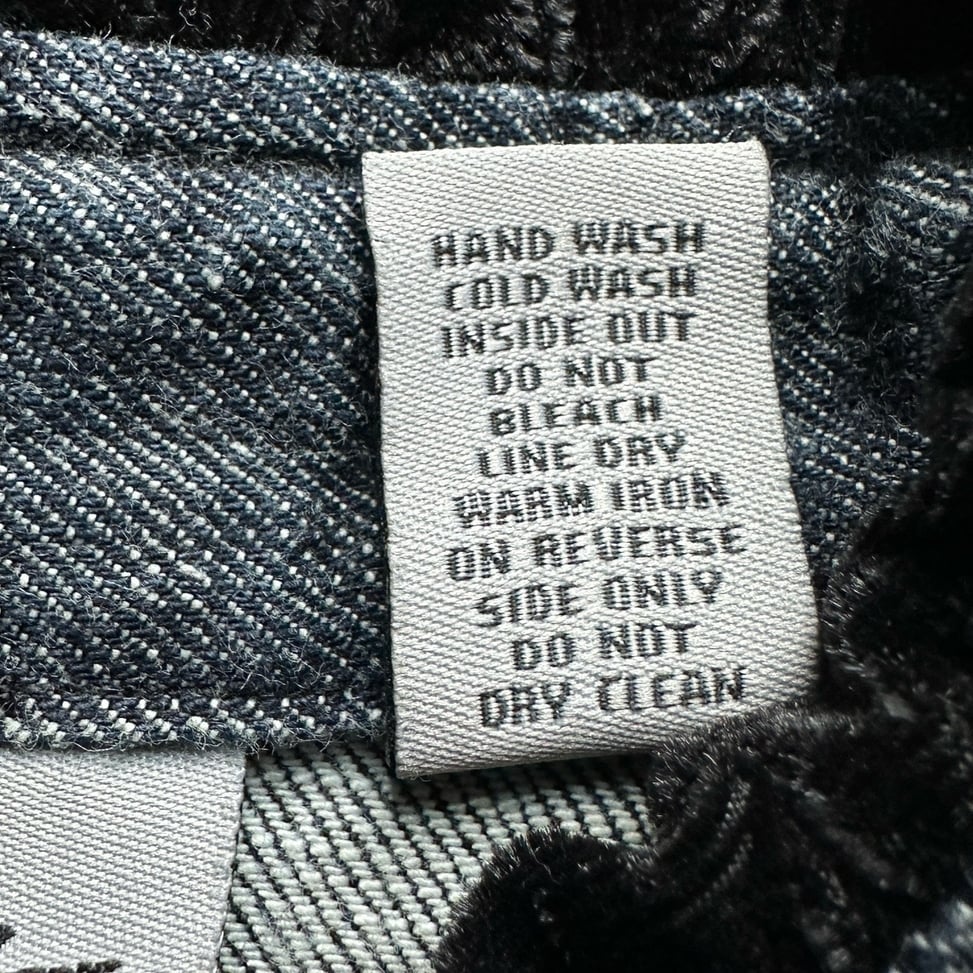 HAND WASH
COLD WASH
INSIDE OUT
DO NOT
BLEACH
LINE DRY
WARM IRON
ON REVERSE
SIDE ONLY
DO NOT
DRY CLEAN